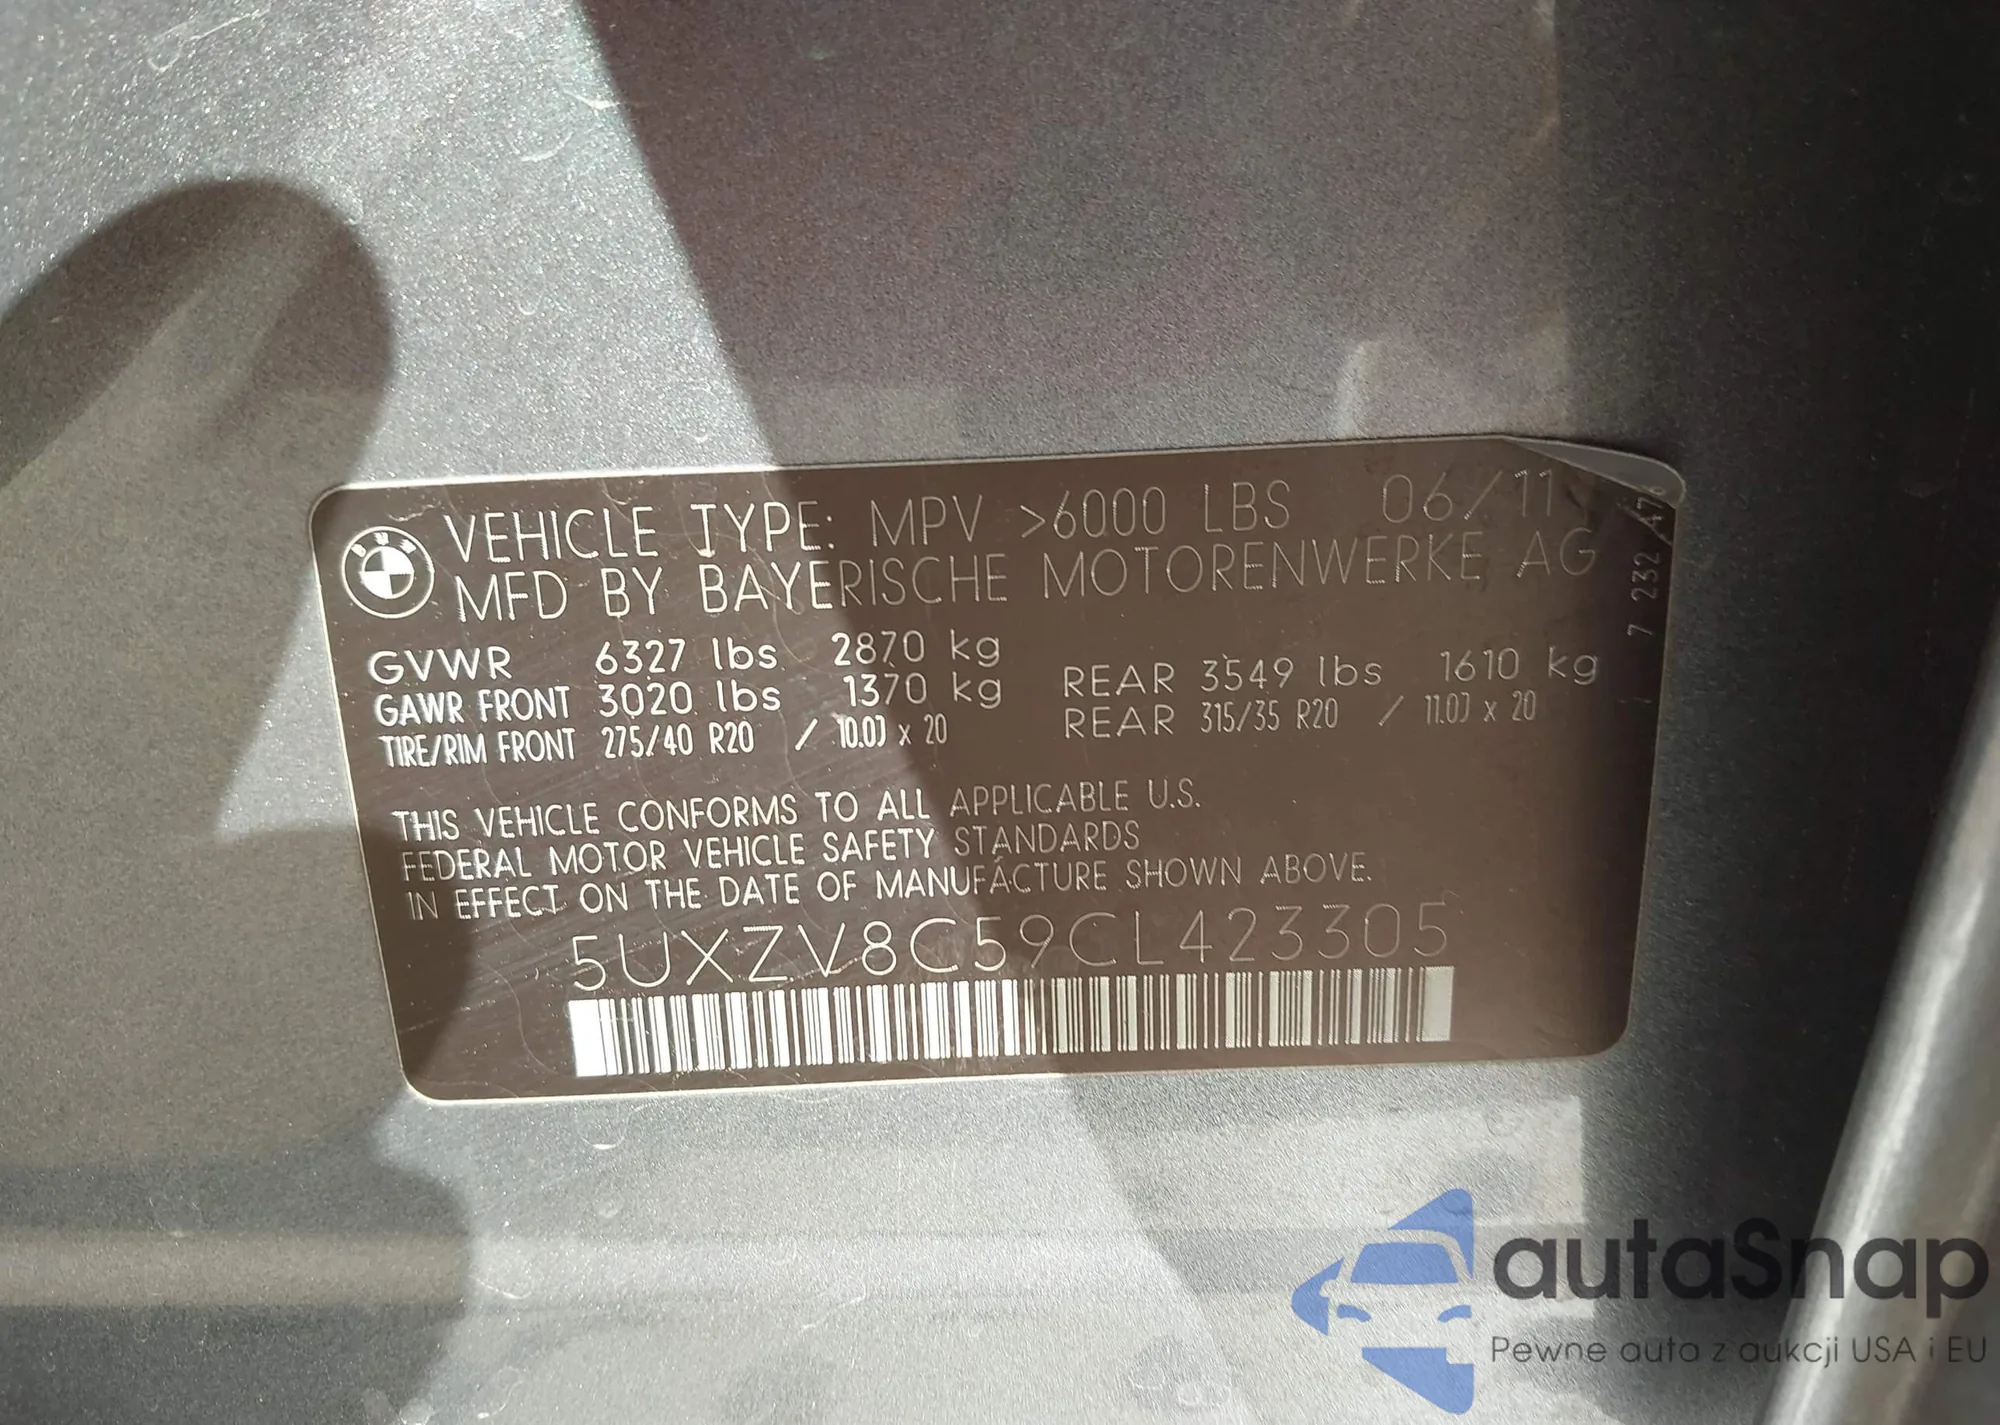 BMW
VEHICLE TYPE: MPV >6000 LBS 06/11
MFD BY BAYERISCHE MOTORENWERKE AG
GVWR 6327 lbs 2870 kg
GAWR FRONT 3020 lbs 1370 kg REAR 3549 lbs 1610 kg
TIRE/RIM FRONT 275/40 R20 / 10.0J x 20 REAR 315/35 R20 / 11.0J x 20
THIS VEHICLE CONFORMS TO ALL APPLICABLE U.S.
FEDERAL MOTOR VEHICLE SAFETY STANDARDS
IN EFFECT ON THE DATE OF MANUFACTURE SHOWN ABOVE.
5UXZV8C59CL423305
7 232
autaSnap
Pewne auta z aukcji USA i EU